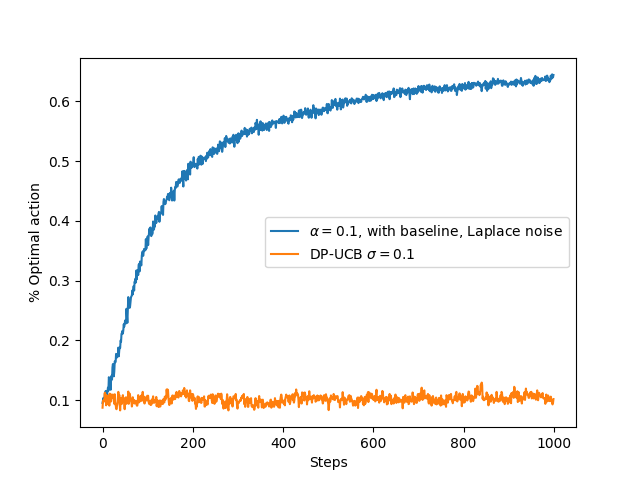 0.6
0.5
0.4
0.3
0.2
0.1
% Optimal action
α = 0.1, with baseline, Laplace noise
DP-UCB σ = 0.1
0 200 400 600 800 1000
Steps